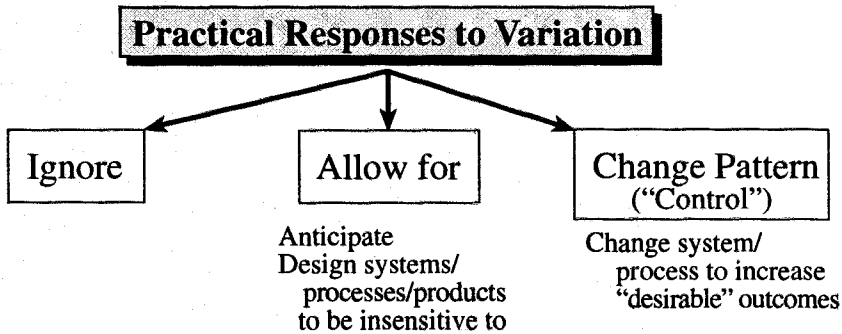 Practical Responses to Variation
Ignore
Allow for
Anticipate
Design systems/
processes/products
to be insensitive to
Change Pattern
(“Control”)
Change system/
process to increase
“desirable” outcomes